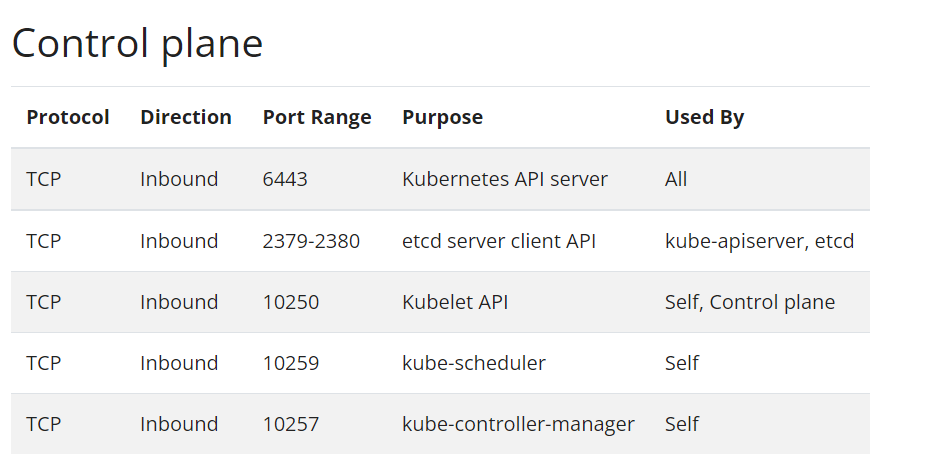 Control plane
Protocol Direction Port Range Purpose Used By
TCP Inbound 6443 Kubernetes API server All
TCP Inbound 2379-2380 etcd server client API kube-apiserver, etcd
TCP Inbound 10250 Kubelet API Self, Control plane
TCP Inbound 10259 kube-scheduler Self
TCP Inbound 10257 kube-controller-manager Self